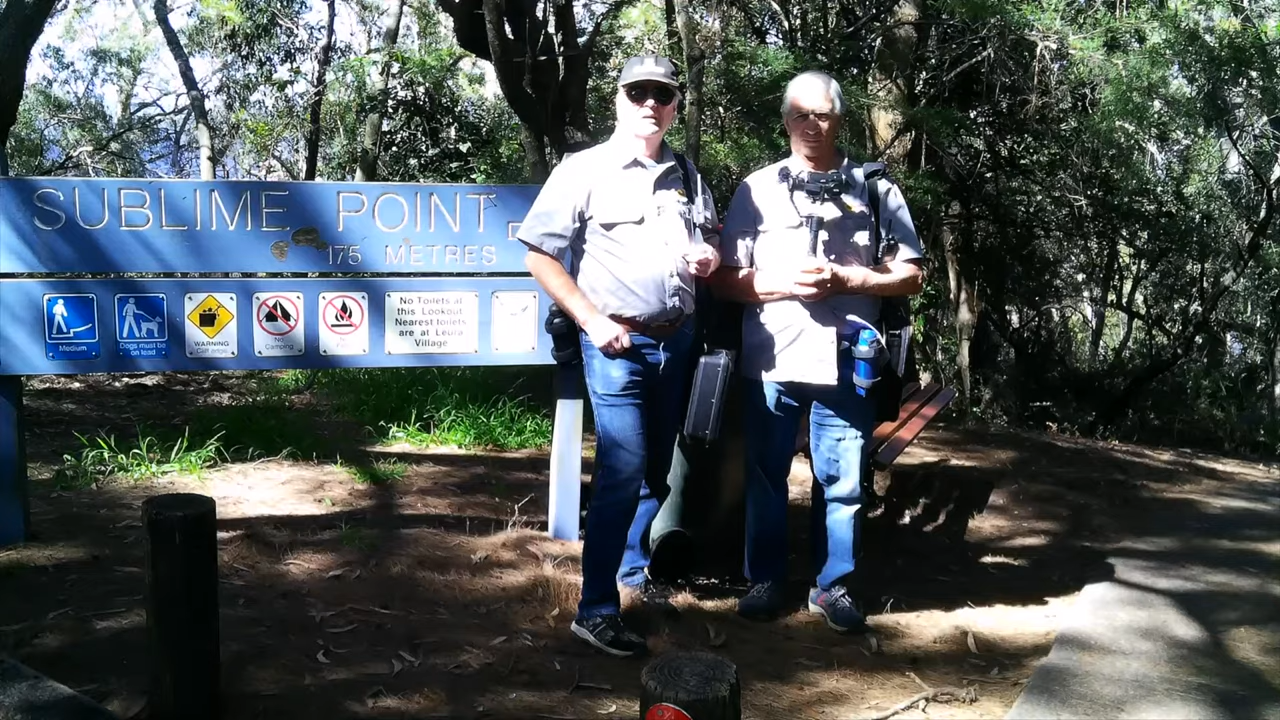 SUBLIME POINT
175 METRES
Medium
Dogs must be
on lead
WARNING
Cliff edge
No
Camping
No Toilets at
this Lookout
Nearest toilets
are at Leura
Village